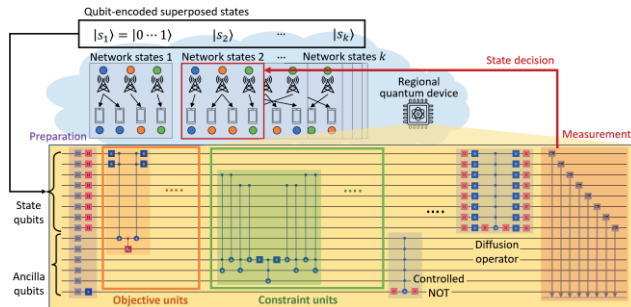 Qubit-encoded superposed states
|s₁⟩ = |0 ⋯ 1⟩ |s₂⟩ ⋯ |sₖ⟩
Network states 1 Network states 2 ⋯ Network states k
State decision
Regional
quantum device
Preparation
Measurement
State
qubits
Ancilla
qubits
Diffusion
operator
Controlled
NOT
Objective units
Constraint units